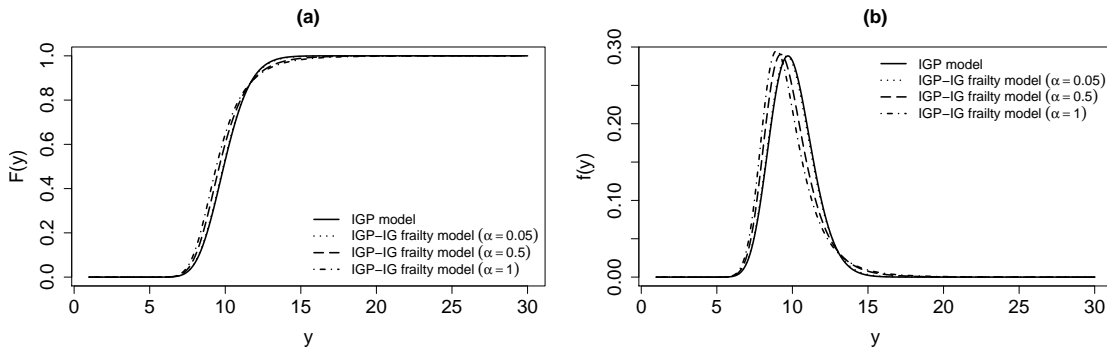 (a)
F(y)
0.0 0.2 0.4 0.6 0.8 1.0
IGP model
IGP−IG frailty model (α = 0.05)
IGP−IG frailty model (α = 0.5)
IGP−IG frailty model (α = 1)
0 5 10 15 20 25 30
y
(b)
f(y)
0.00 0.10 0.20 0.30
IGP model
IGP−IG frailty model (α = 0.05)
IGP−IG frailty model (α = 0.5)
IGP−IG frailty model (α = 1)
0 5 10 15 20 25 30
y